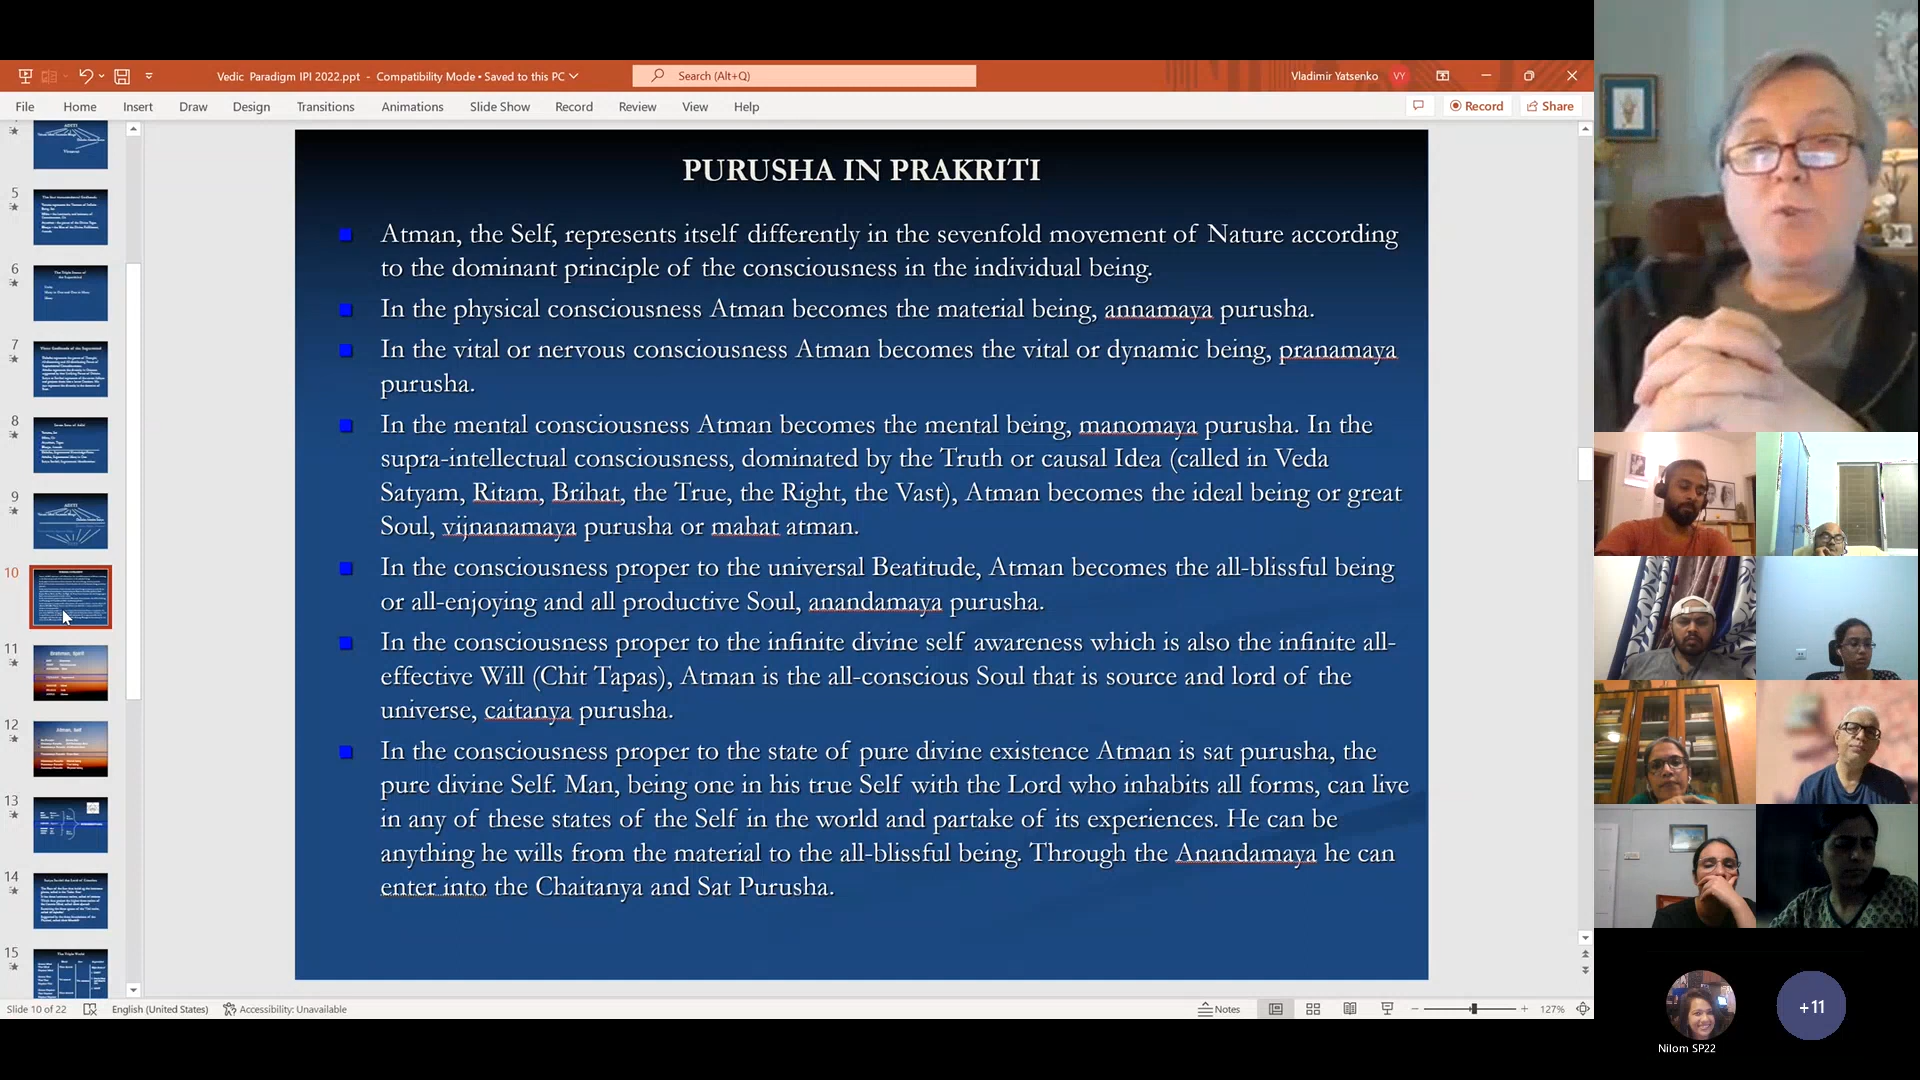 Vedic Paradigm IPI 2022.ppt - Compatibility Mode • Saved to this PC
Search (Alt+Q)
Vladimir Yatsenko
VY
File Home Insert Draw Design Transitions Animations Slide Show Record Review View Help
Record
Share
PURUSHA IN PRAKRITI
Atman, the Self, represents itself differently in the sevenfold movement of Nature according
to the dominant principle of the consciousness in the individual being.
In the physical consciousness Atman becomes the material being, annamaya purusha.
In the vital or nervous consciousness Atman becomes the vital or dynamic being, pranamaya
purusha.
In the mental consciousness Atman becomes the mental being, manomaya purusha. In the
supra-intellectual consciousness, dominated by the Truth or causal Idea (called in Veda
Satyam, Ritam, Brihat, the True, the Right, the Vast), Atman becomes the ideal being or great
Soul, vijnanamaya purusha or mahat atman.
In the consciousness proper to the universal Beatitude, Atman becomes the all-blissful being
or all-enjoying and all productive Soul, anandamaya purusha.
In the consciousness proper to the infinite divine self awareness which is also the infinite all-
effective Will (Chit Tapas), Atman is the all-conscious Soul that is source and lord of the
universe, caitanya purusha.
In the consciousness proper to the state of pure divine existence Atman is sat purusha, the
pure divine Self. Man, being one in his true Self with the Lord who inhabits all forms, can live
in any of these states of the Self in the world and partake of its experiences. He can be
anything he wills from the material to the all-blissful being. Through the Anandamaya he can
enter into the Chaitanya and Sat Purusha.
5
6
7
8
9
10
11
12
13
14
15
Slide 10 of 22
English (United States)
Accessibility: Unavailable
Notes
127%
+11
Nilom SP22